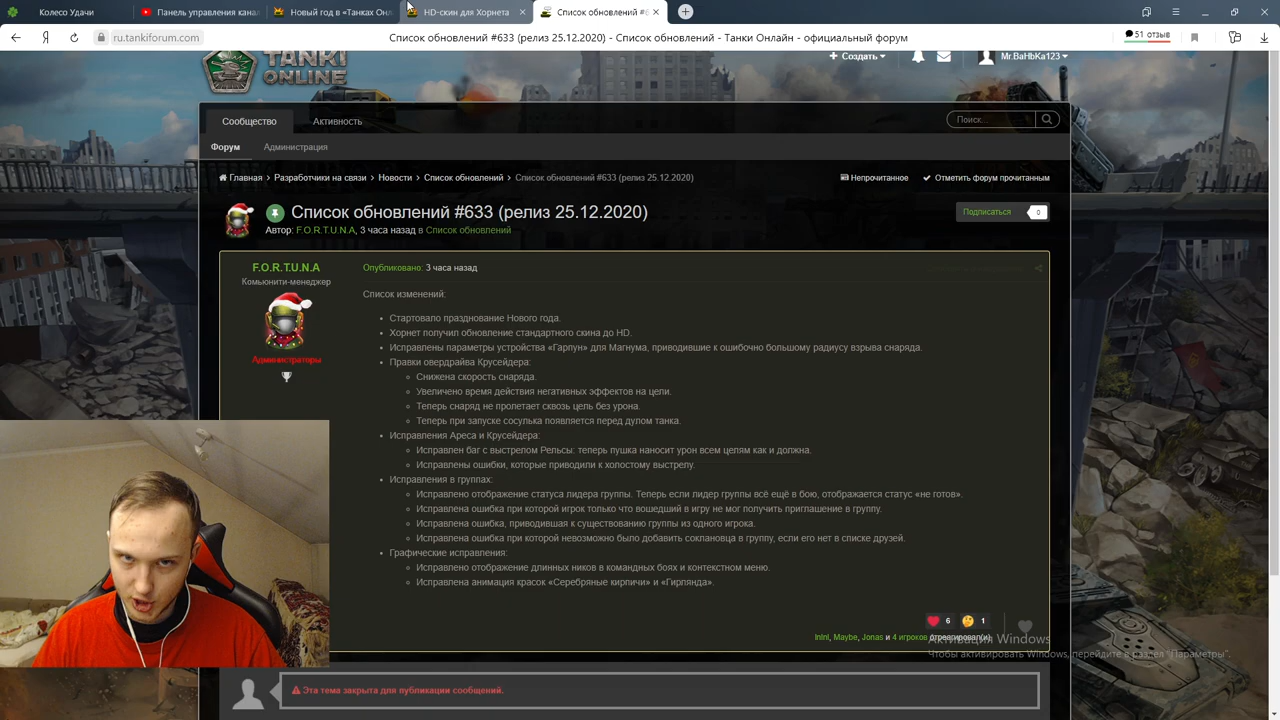 Колесо Удачи
Панель управления кана
Новый год в «Танках Онл
HD-скин для Хорнета
Список обновлений #6
ru.tankiforum.com
Список обновлений #633 (релиз 25.12.2020) - Список обновлений - Танки Онлайн - официальный форум
51 отзыв
TANKI
ONLINE
Создать
Mr.BaHbKa123
Сообщество
Активность
Поиск...
Форум
Администрация
Главная > Разработчики на связи > Новости > Список обновлений > Список обновлений #633 (релиз 25.12.2020)
Непрочитанное
Отметить форум прочитанным
Список обновлений #633 (релиз 25.12.2020)
Автор: F.O.R.T.U.N.A, 3 часа назад в Список обновлений
Подписаться
0
F.O.R.T.U.N.A
Комьюнити-менеджер
Администраторы
Опубликовано: 3 часа назад
Список изменений:
• Стартовало празднование Нового года.
• Хорнет получил обновление стандартного скина до HD.
• Исправлены параметры устройства «Гарпун» для Магнума, приводившие к ошибочно большому радиусу взрыва снаряда.
• Правки овердрайва Крусейдера:
Снижена скорость снаряда.
Увеличено время действия негативных эффектов на цели.
Теперь снаряд не пролетает сквозь цель без урона.
Теперь при запуске сосулька появляется перед дулом танка.
• Исправления Ареса и Крусейдера:
Исправлен баг с выстрелом Рельсы: теперь пушка наносит урон всем целям как и должна.
Исправлены ошибки, которые приводили к холостому выстрелу.
• Исправления в группах:
Исправлено отображение статуса лидера группы. Теперь если лидер группы всё ещё в бою, отображается статус «не готов».
Исправлена ошибка при которой игрок только что вошедший в игру не мог получить приглашение в группу.
Исправлена ошибка, приводившая к существованию группы из одного игрока.
Исправлена ошибка при которой невозможно было добавить сокпановца в группу, если его нет в списке друзей.
• Графические исправления:
Исправлено отображение длинных ников в командных боях и контекстном меню.
Исправлена анимация красок «Серебряные кирпичи» и «Гирлянда».
6
1
Maybe, Jonas и 4 игроков отреагировал(и)
Активация Windows
Чтобы активировать Windows, перейдите в раздел "Параметры".
Эта тема закрыта для публикации сообщений.